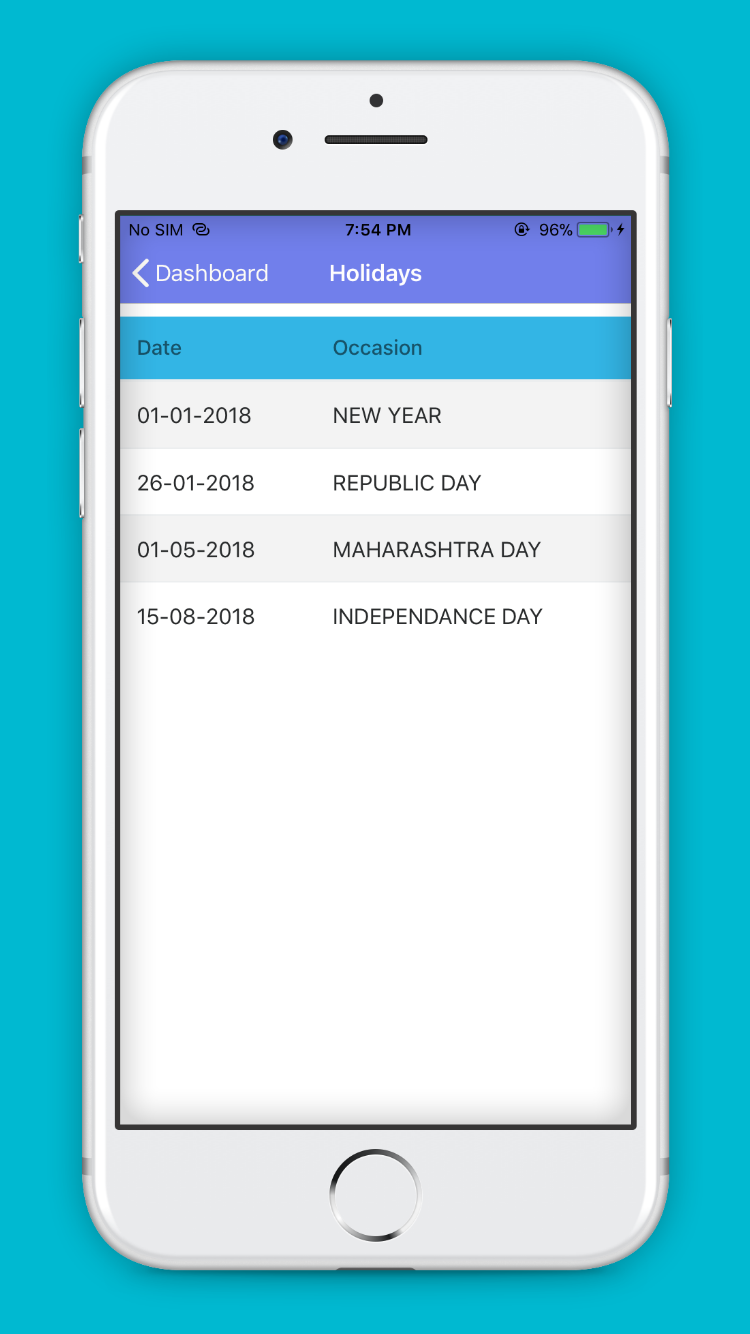 No SIM 7:54 PM 96%
Dashboard Holidays
Date Occasion
01-01-2018 NEW YEAR
26-01-2018 REPUBLIC DAY
01-05-2018 MAHARASHTRA DAY
15-08-2018 INDEPENDANCE DAY